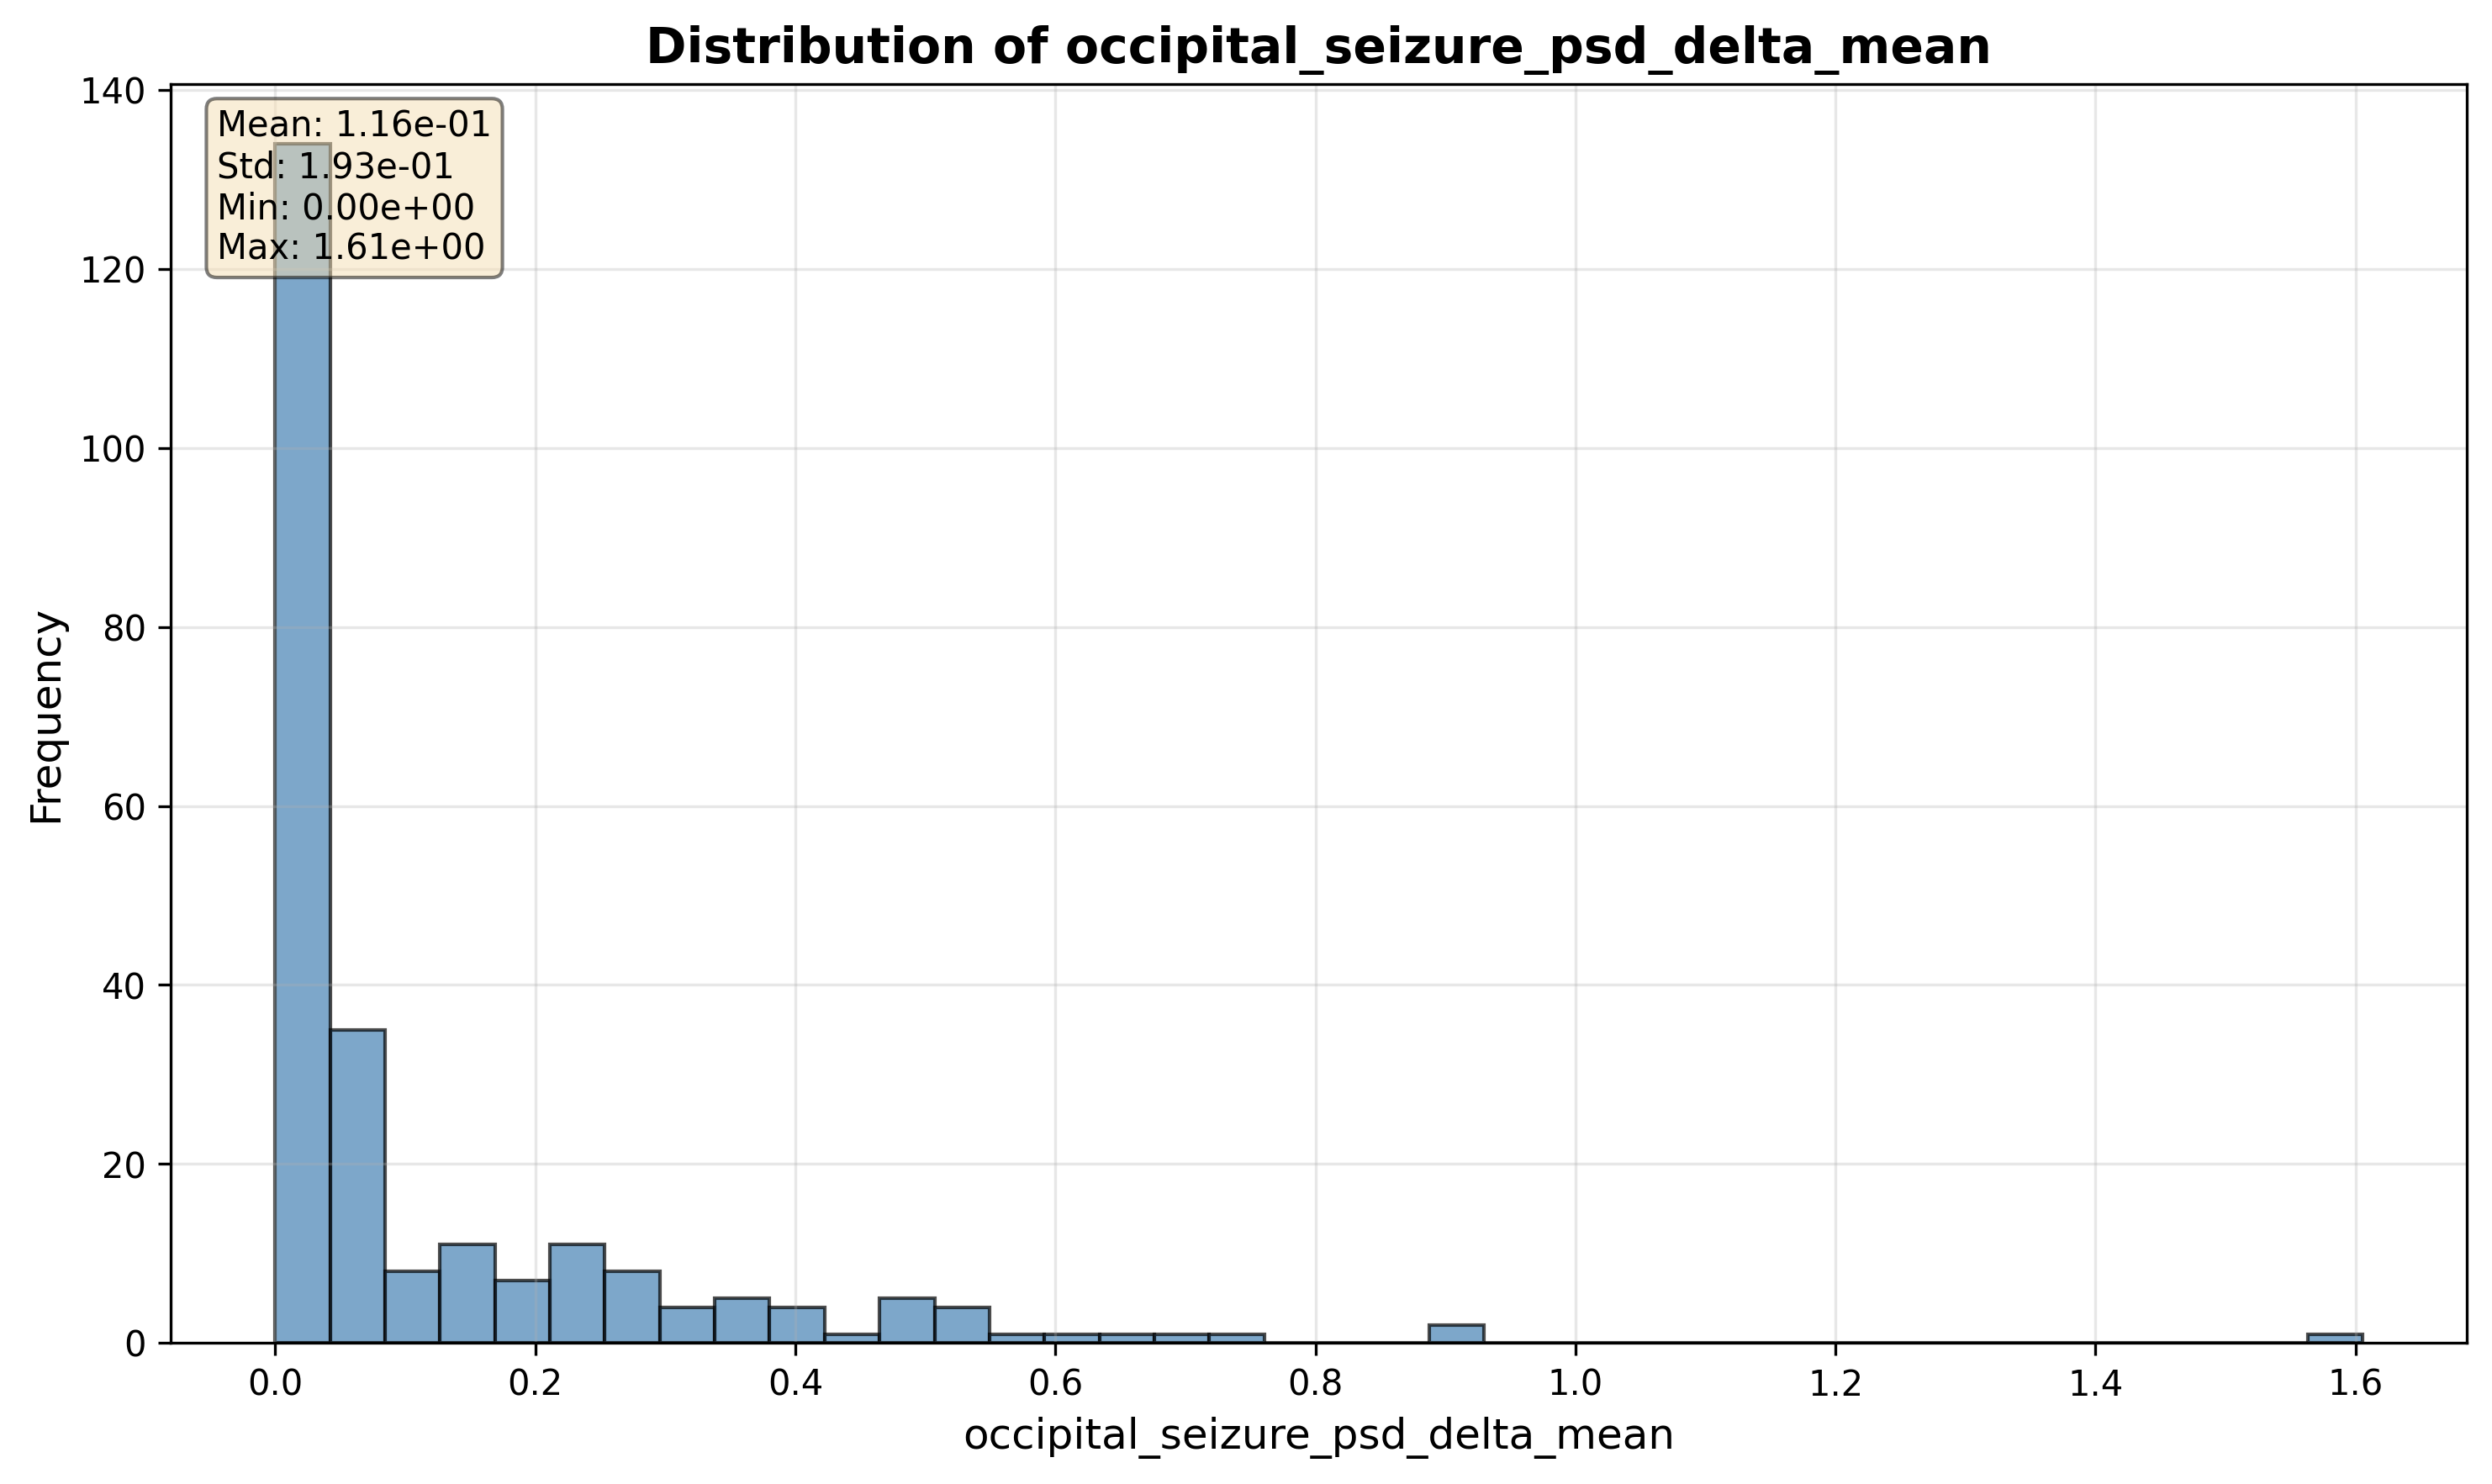 Distribution of occipital_seizure_psd_delta_mean
Mean: 1.16e-01
Std: 1.93e-01
Min: 0.00e+00
Max: 1.61e+00
Frequency
140
120
100
80
60
40
20
0
0.0 0.2 0.4 0.6 0.8 1.0 1.2 1.4 1.6
occipital_seizure_psd_delta_mean